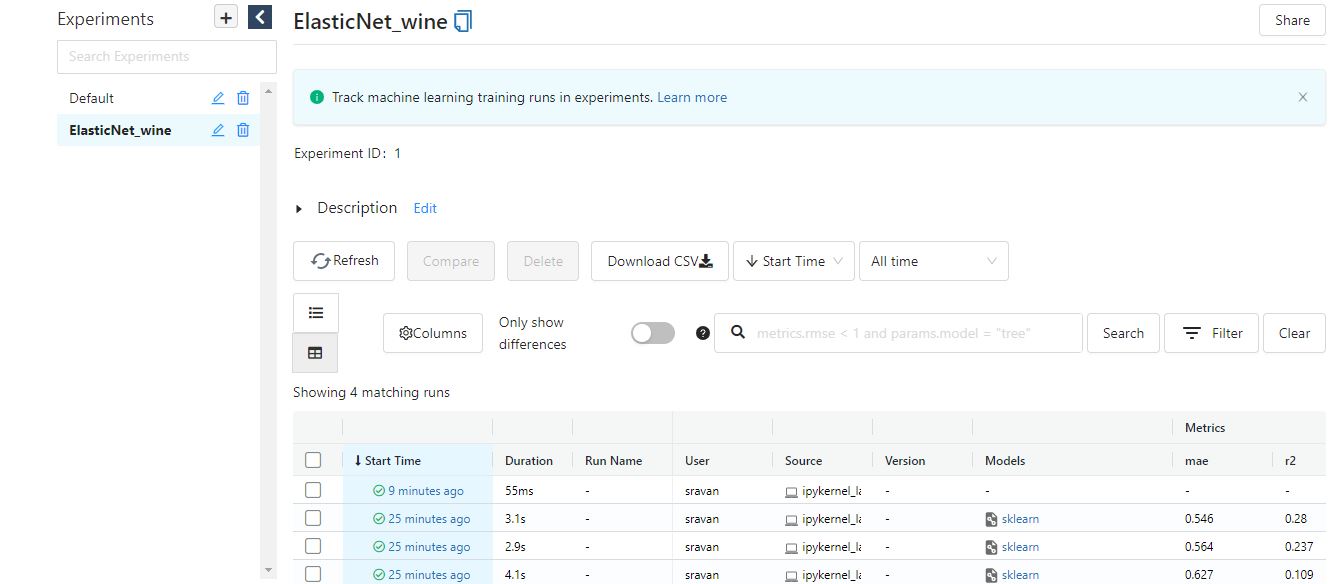 Experiments
Search Experiments
Default
ElasticNet_wine
ElasticNet_wine
Share
Track machine learning training runs in experiments. Learn more
Experiment ID: 1
Description Edit
Refresh Compare Delete Download CSV Start Time All time
Columns Only show differences metrics.rmse < 1 and params.model = "tree" Search Filter Clear
Showing 4 matching runs
Metrics
↓ Start Time Duration Run Name User Source Version Models mae r2
9 minutes ago 55ms - sravan ipykernel_la - - - -
25 minutes ago 3.1s - sravan ipykernel_la - sklearn 0.546 0.28
25 minutes ago 2.9s - sravan ipykernel_la - sklearn 0.564 0.237
25 minutes ago 4.1s - sravan ipykernel_la - sklearn 0.627 0.109